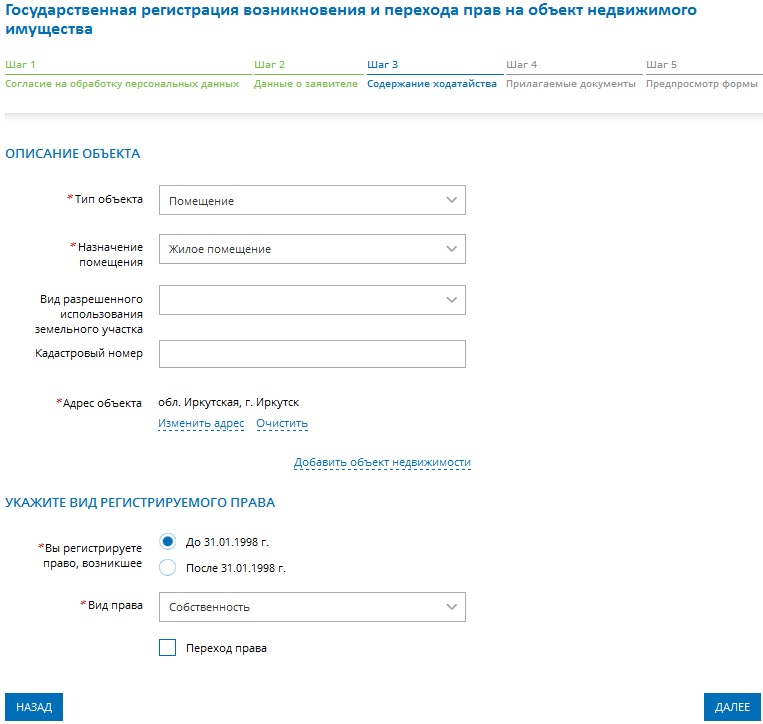 Государственная регистрация возникновения и перехода прав на объект недвижимого
имущества
Шаг 1
Согласие на обработку персональных данных
Шаг 2
Данные о заявителе
Шаг 3
Содержание ходатайства
Шаг 4
Прилагаемые документы
Шаг 5
Предпросмотр формы
ОПИСАНИЕ ОБЪЕКТА
*Тип объекта
Помещение
*Назначение
помещения
Жилое помещение
Вид разрешенного
использования
земельного участка
Кадастровый номер
*Адрес объекта
обл. Иркутская, г. Иркутск
Изменить адрес Очистить
Добавить объект недвижимости
УКАЖИТЕ ВИД РЕГИСТРИРУЕМОГО ПРАВА
*Вы регистрируете
право, возникшее
До 31.01.1998 г.
После 31.01.1998 г.
*Вид права
Собственность
Переход права
НАЗАД
ДАЛЕЕ